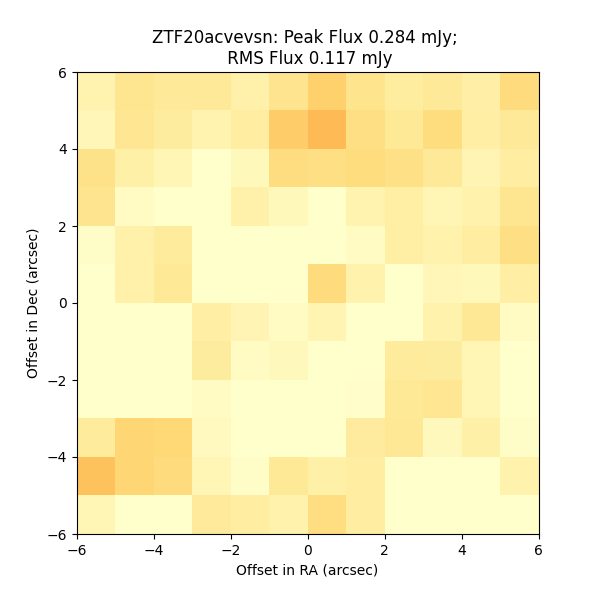 ZTF20acvevsn: Peak Flux 0.284 mJy;
RMS Flux 0.117 mJy
6
4
2
0
−2
−4
−6
Offset in Dec (arcsec)
−6 −4 −2 0 2 4 6
Offset in RA (arcsec)